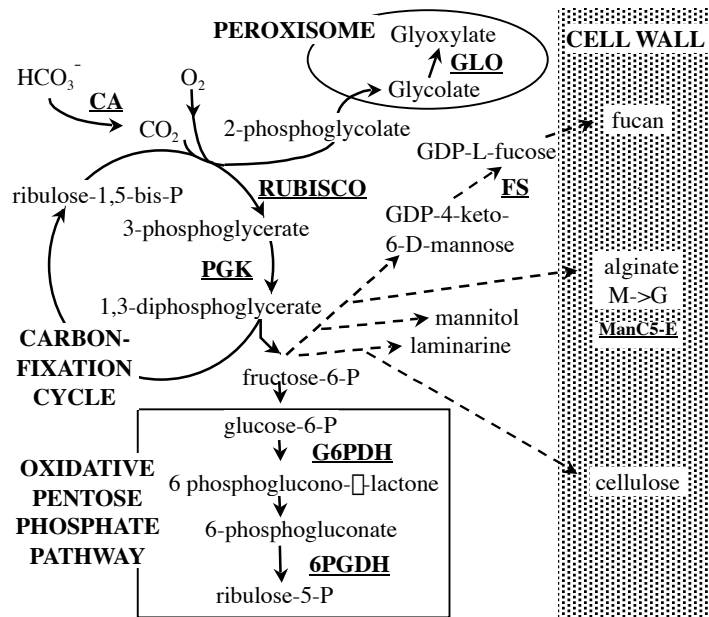 PEROXISOME
Glyoxylate
GLO
Glycolate
CELL WALL
HCO₃⁻
CA
O₂
CO₂
2-phosphoglycolate
fucan
GDP-L-fucose
FS
ribulose-1,5-bis-P
RUBISCO
3-phosphoglycerate
GDP-4-keto-
6-D-mannose
PGK
alginate
M->G
ManC5-E
1,3-diphosphoglycerate
mannitol
laminarine
CARBON-
FIXATION
CYCLE
fructose-6-P
glucose-6-P
G6PDH
OXIDATIVE
PENTOSE
PHOSPHATE
PATHWAY
6 phosphoglucono-▯-lactone
cellulose
6-phosphogluconate
6PGDH
ribulose-5-P